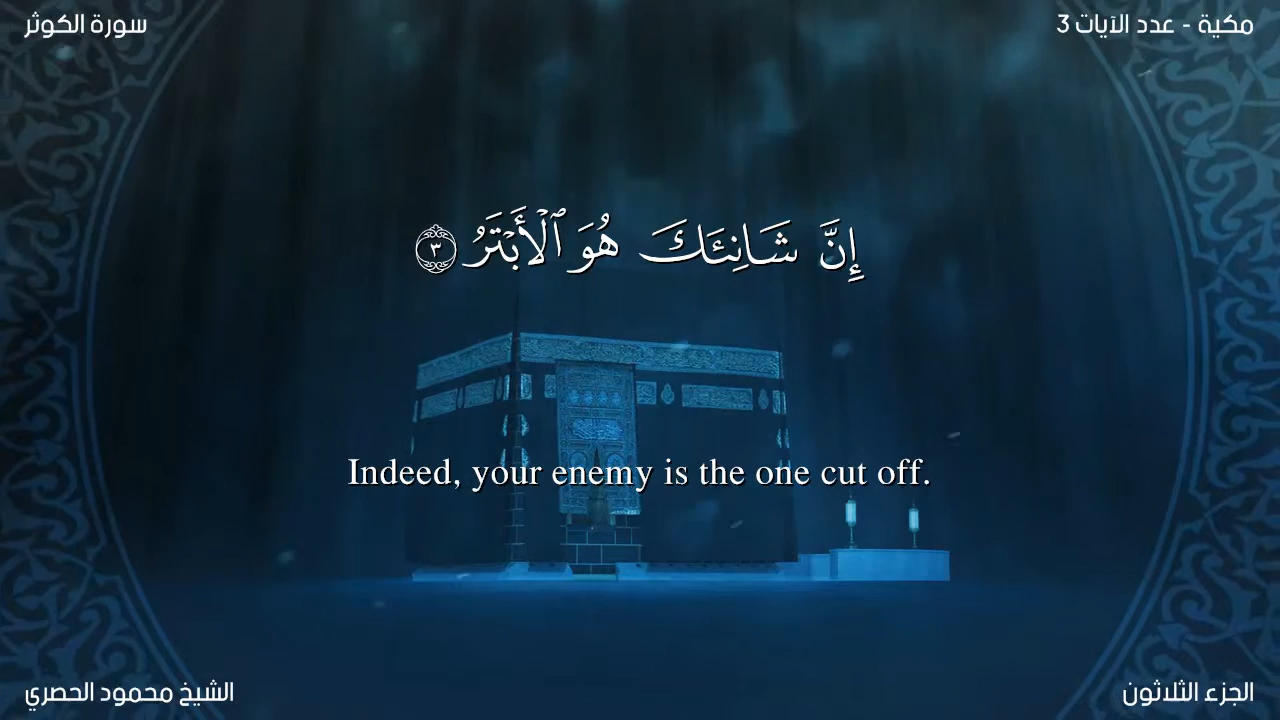 مكية - عدد الآيات 3
سورة الكوثر
إِنَّ شَانِئَكَ هُوَ ٱلْأَبْتَرُ ٣
Indeed, your enemy is the one cut off.
الجزء الثلاثون
الشيخ محمود الحصري